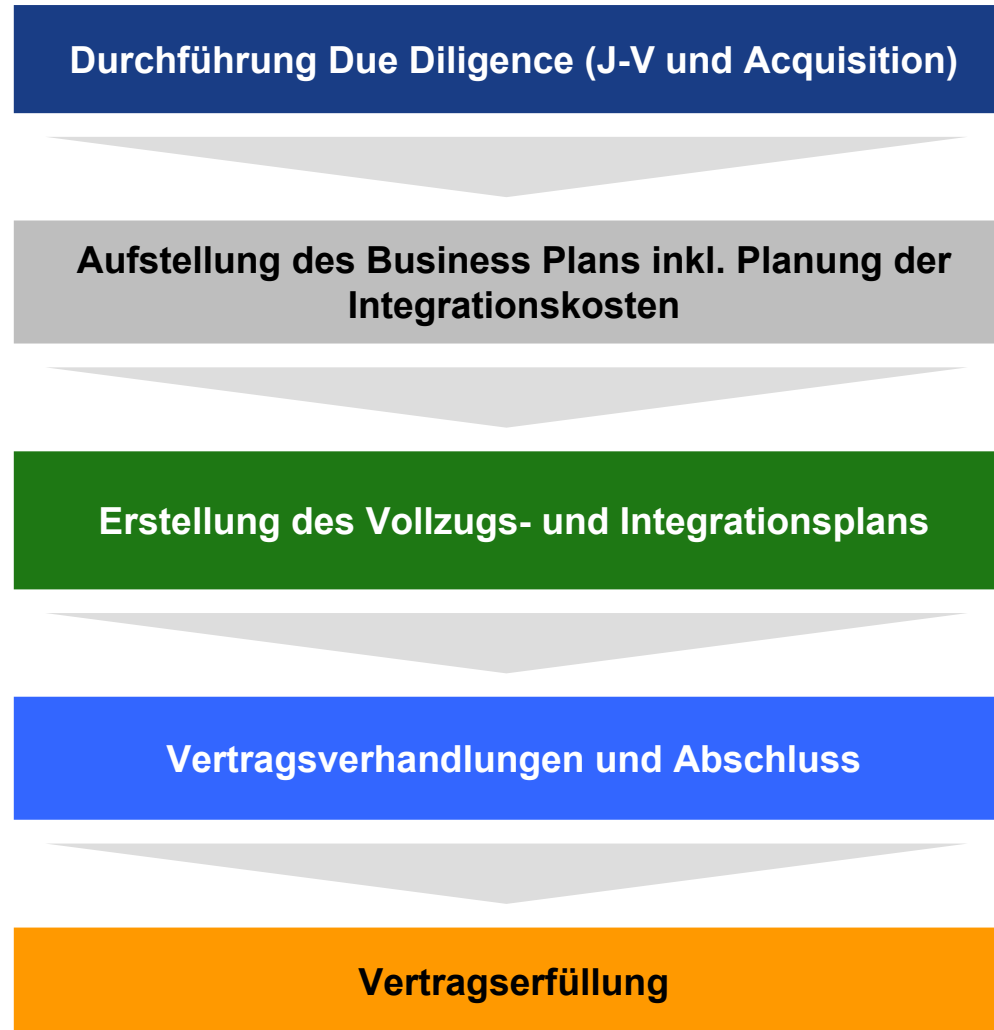 Durchführung Due Diligence (J-V und Acquisition)
Aufstellung des Business Plans inkl. Planung der
Integrationskosten
Erstellung des Vollzugs- und Integrationsplans
Vertragsverhandlungen und Abschluss
Vertragserfüllung